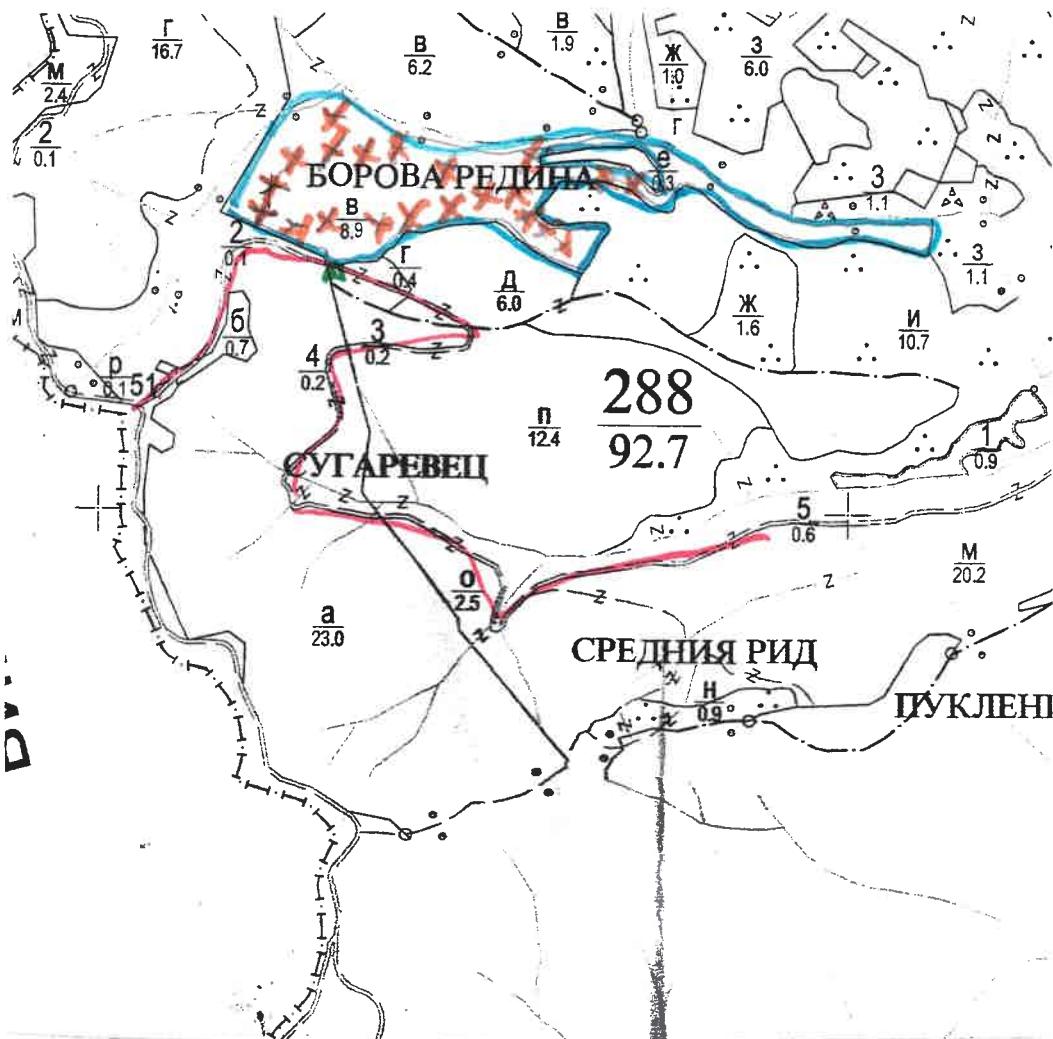 Г
16.7
В
6.2
В
1.9
Ж
1.0
З
6.0
М
2.4
2
0.1
Г
БОРОВА РЕДИНА
е
0.3
З
1.1
В
8.9
2
0.1
Г
0.4
Д
6.0
З
1.1
Ж
1.6
И
10.7
б
0.7
3
0.2
4
0.2
р
0.1
51
288
92.7
п
12.4
1
0.9
СУГАРЕВЕЦ
5
0.6
М
20.2
о
2.5
а
23.0
СРЕДНИЯ РИД
Н
0.9
ПУКЛЕН